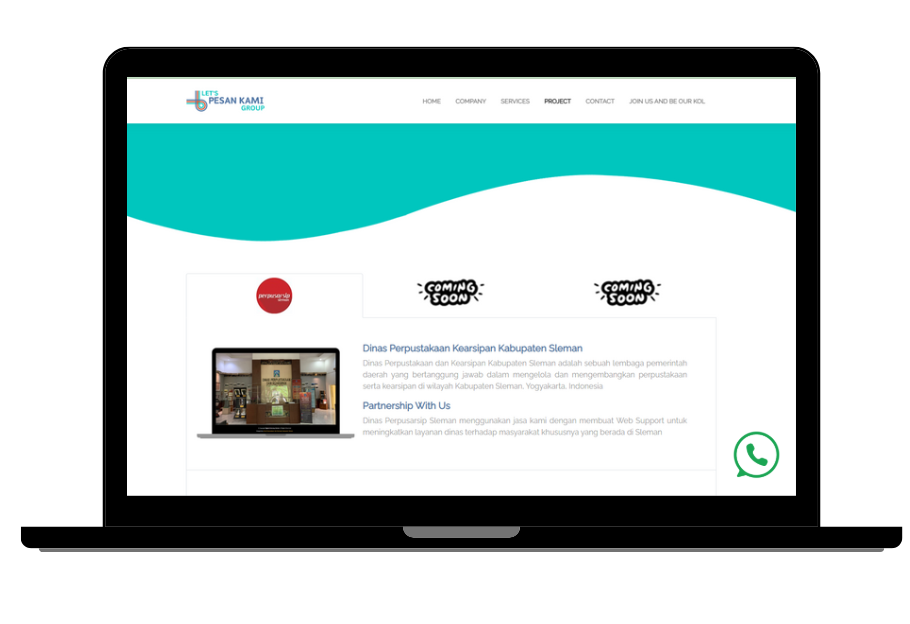 LET'S
PESAN KAMI
GROUP
HOME COMPANY SERVICES PROJECT CONTACT JOIN US AND BE OUR KOL
perpusarsip
COMING SOON
COMING SOON
Dinas Perpustakaan Kearsipan Kabupaten Sleman
Dinas Perpustakaan dan Kearsipan Kabupaten Sleman adalah sebuah lembaga pemerintah
daerah yang bertanggung jawab dalam mengelola dan mengembangkan perpustakaan
serta kearsipan di wilayah Kabupaten Sleman, Yogyakarta, Indonesia
Partnership With Us
Dinas Perpusarsip Sleman menggunakan jasa kami dengan membuat Web Support untuk
meningkatkan layanan dinas terhadap masyarakat khususnya yang berada di Sleman